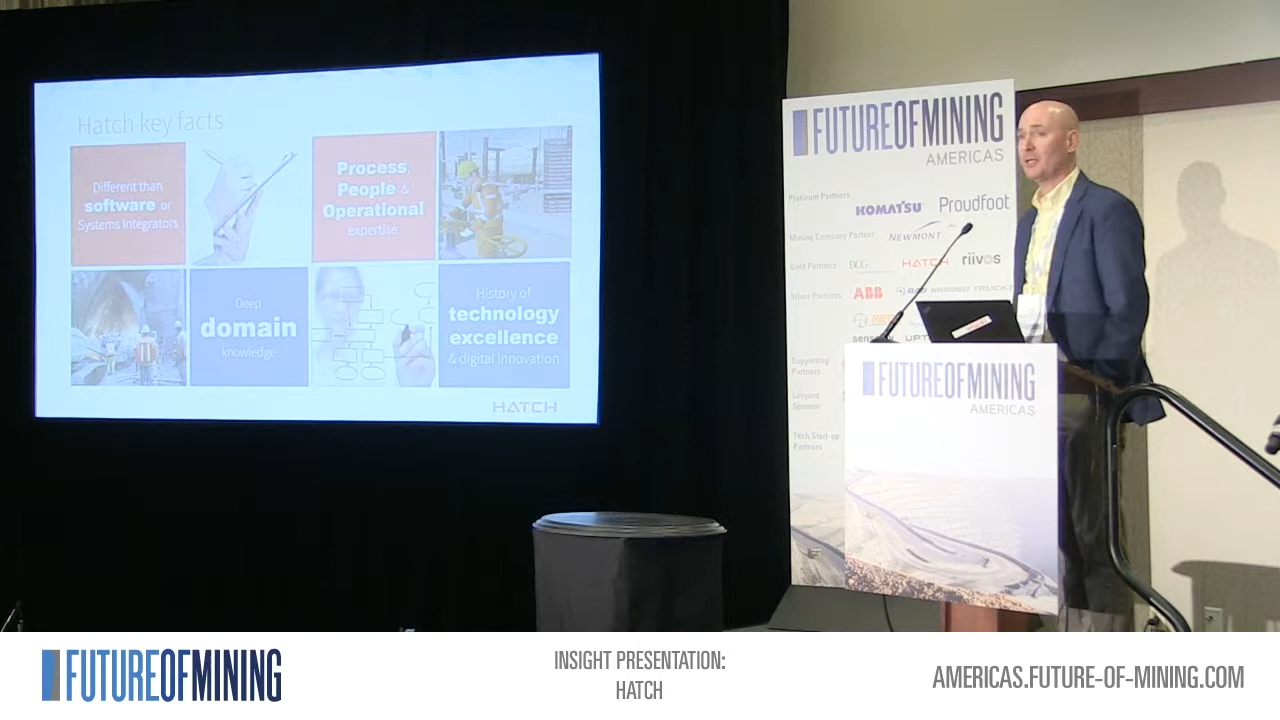 Hatch key facts
Different than
software or
Systems Integrators
Process,
People &
Operational
expertise
Deep
domain
knowledge
History of
technology
excellence
& digital innovation
HATCH
FUTUREOFMINING
AMERICAS
Platinum Partners
KOMATSU
Proudfoot
Mining Company Partner
NEWMONT
Gold Partners
BCG
HATCH
riivos
Silver Partners
ABB
MINING TRUCKS
Supporting
Partners
Lanyard
Sponsor
Tech Start-up
Partners
FUTUREOFMINING
AMERICAS
FUTUREOFMINING
INSIGHT PRESENTATION:
HATCH
AMERICAS.FUTURE-OF-MINING.COM